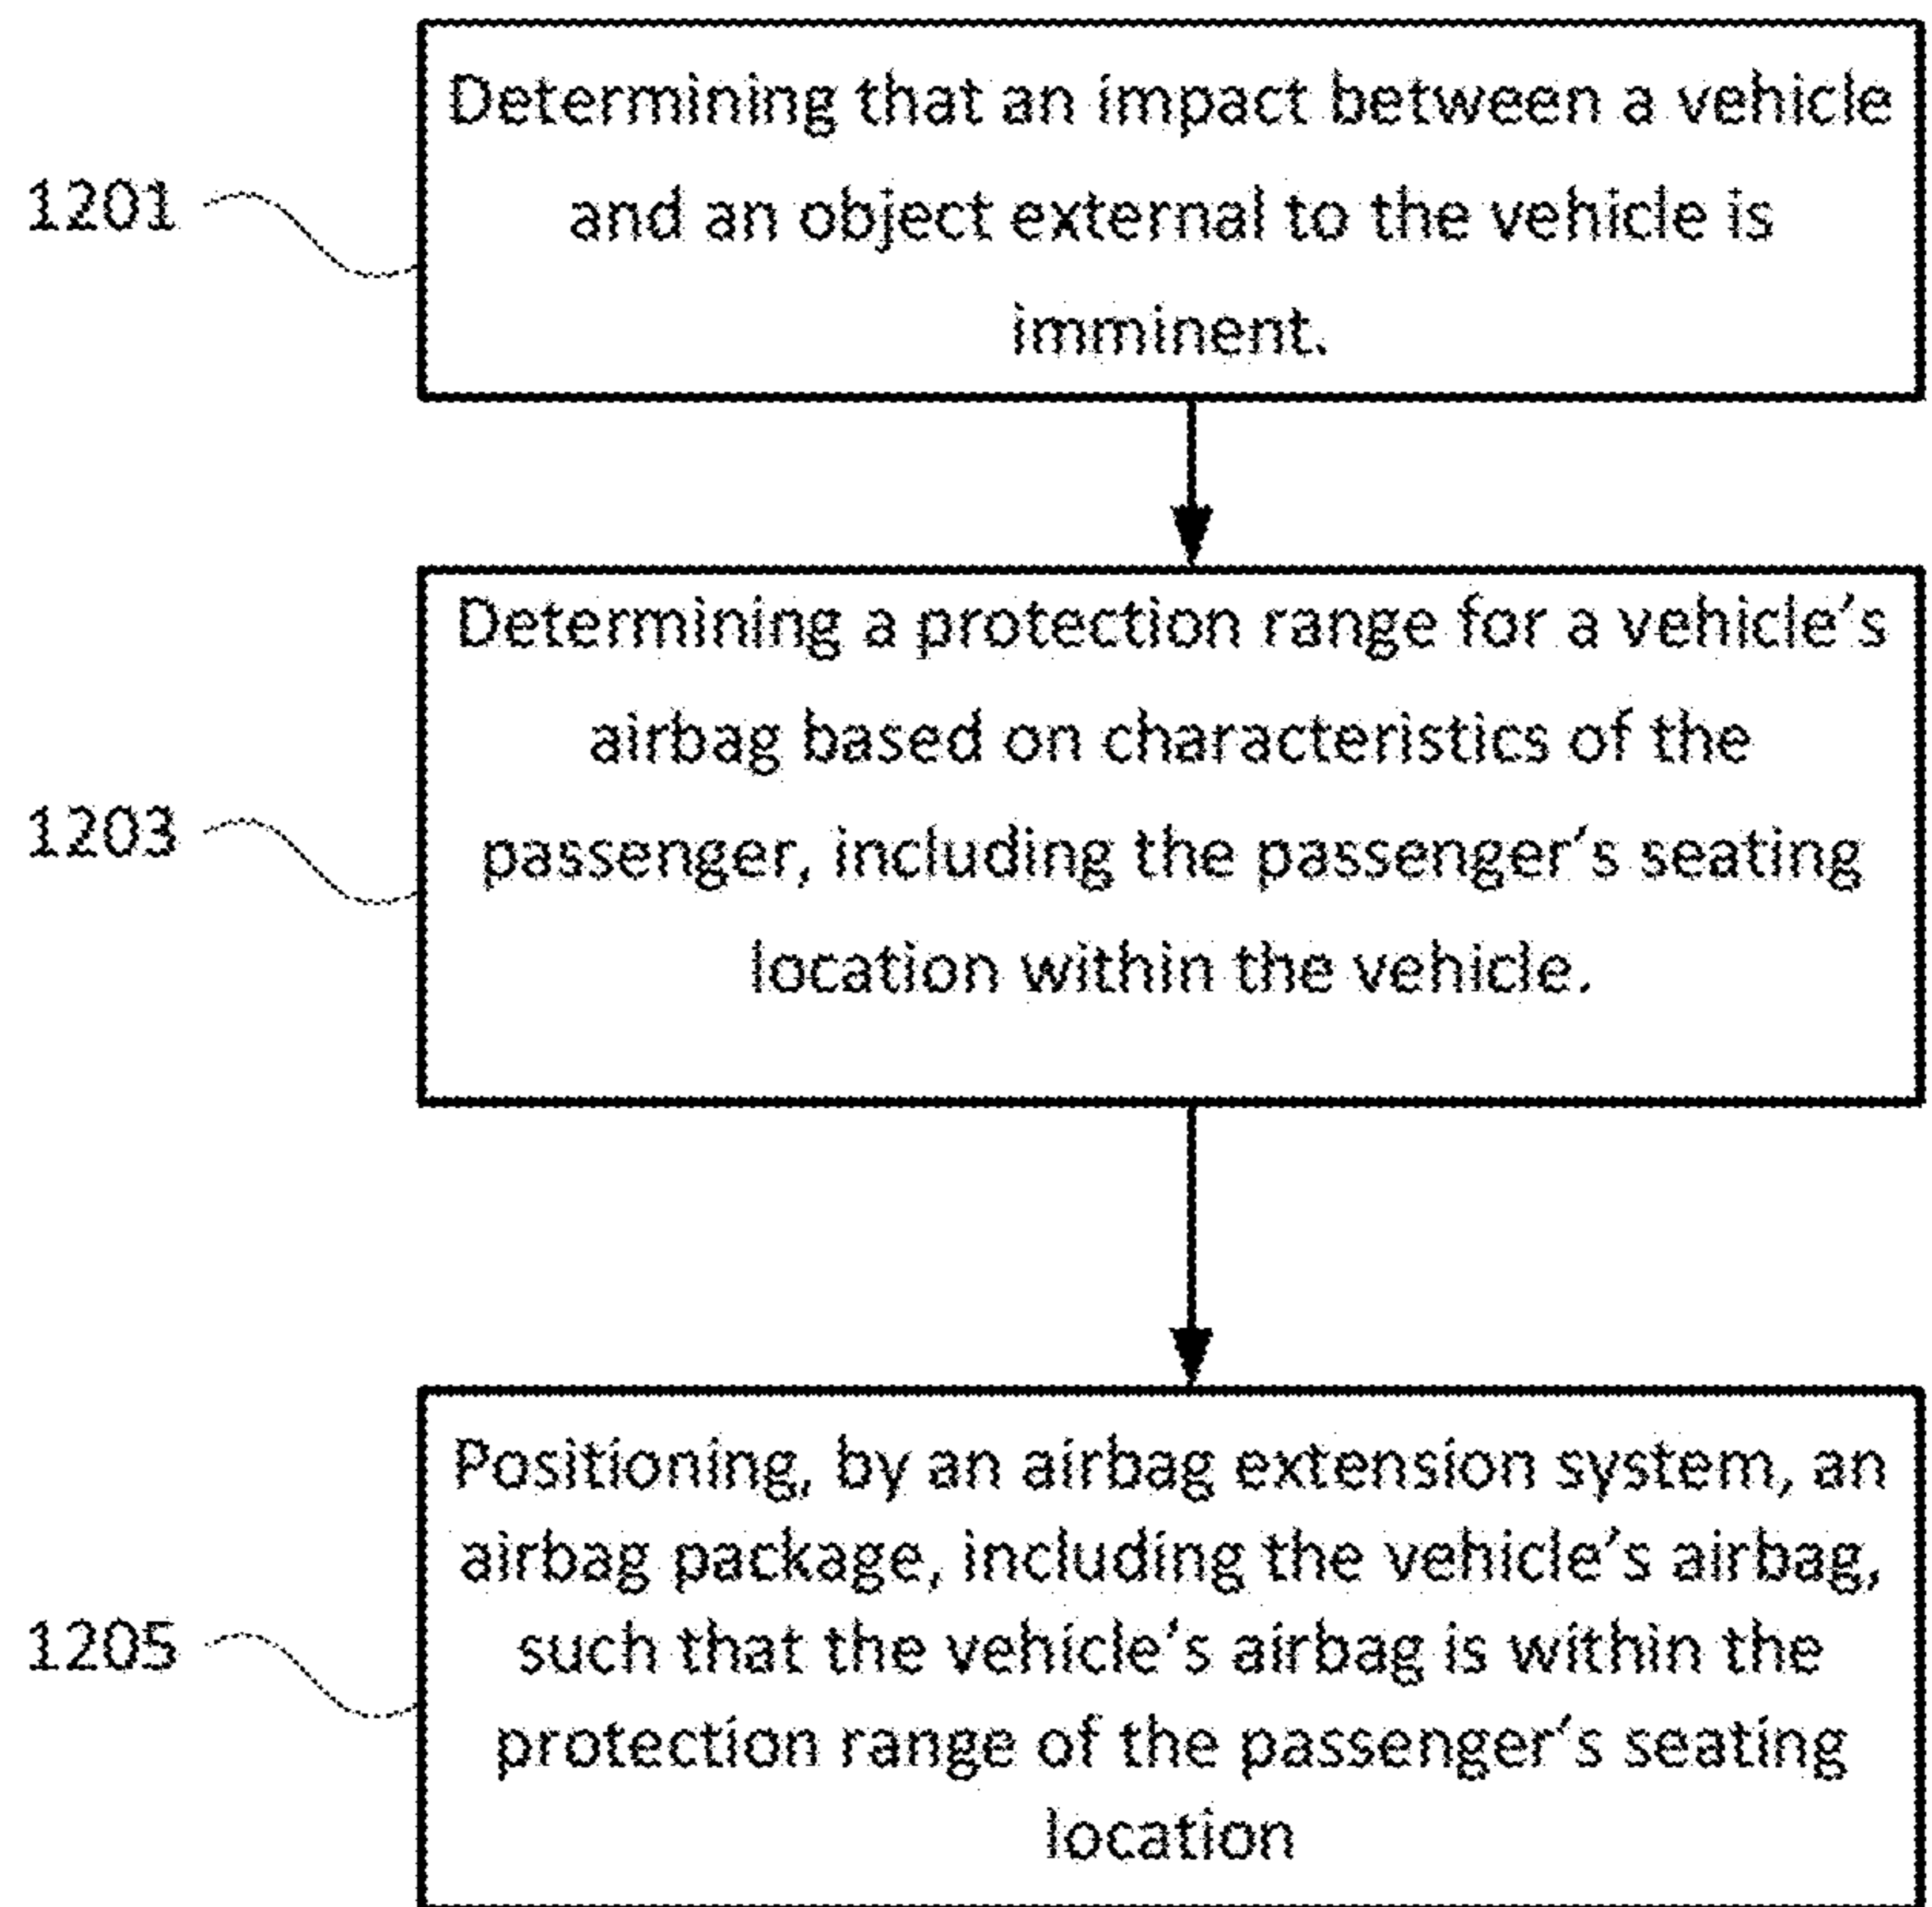 Determining that an impact between a vehicle
and an object external to the vehicle is
imminent.
1201
Determining a protection range for a vehicle's
airbag based on characteristics of the
passenger, including the passenger's seating
location within the vehicle.
1203
Positioning, by an airbag extension system, an
airbag package, including the vehicle's airbag,
such that the vehicle's airbag is within the
protection range of the passenger's seating
location
1205